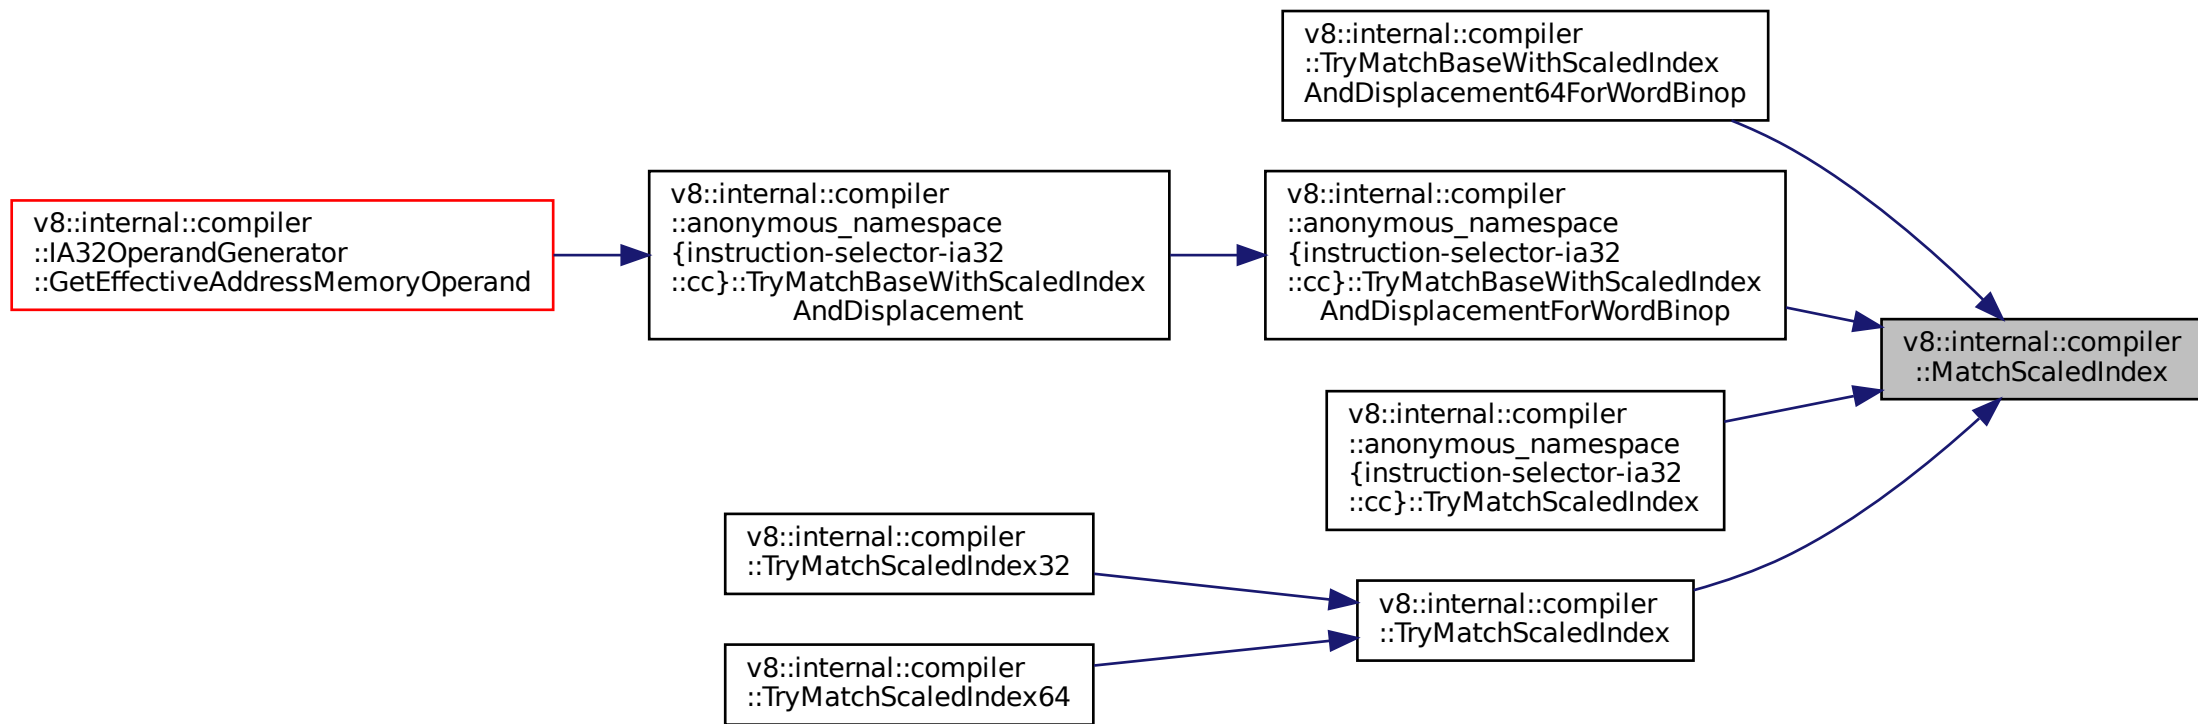 v8::internal::compiler
::TryMatchBaseWithScaledIndex
AndDisplacement64ForWordBinop
v8::internal::compiler
::IA32OperandGenerator
::GetEffectiveAddressMemoryOperand
v8::internal::compiler
::anonymous_namespace
{instruction-selector-ia32
::cc}::TryMatchBaseWithScaledIndex
AndDisplacement
v8::internal::compiler
::anonymous_namespace
{instruction-selector-ia32
::cc}::TryMatchBaseWithScaledIndex
AndDisplacementForWordBinop
v8::internal::compiler
::MatchScaledIndex
v8::internal::compiler
::anonymous_namespace
{instruction-selector-ia32
::cc}::TryMatchScaledIndex
v8::internal::compiler
::TryMatchScaledIndex32
v8::internal::compiler
::TryMatchScaledIndex
v8::internal::compiler
::TryMatchScaledIndex64